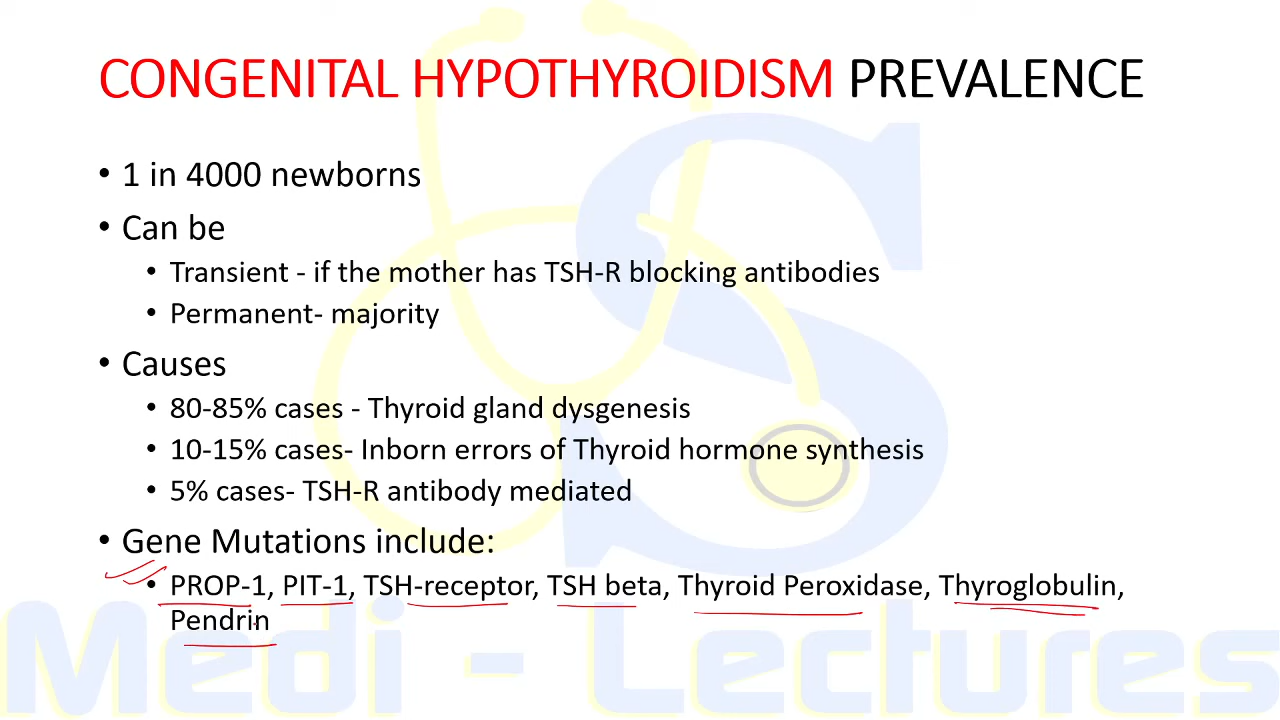 CONGENITAL HYPOTHYROIDISM PREVALENCE
• 1 in 4000 newborns
• Can be
• Transient - if the mother has TSH-R blocking antibodies
• Permanent- majority
• Causes
• 80-85% cases - Thyroid gland dysgenesis
• 10-15% cases- Inborn errors of Thyroid hormone synthesis
• 5% cases- TSH-R antibody mediated
• Gene Mutations include:
• PROP-1, PIT-1, TSH-receptor, TSH beta, Thyroid Peroxidase, Thyroglobulin,
Pendrin
Medi - Lectures